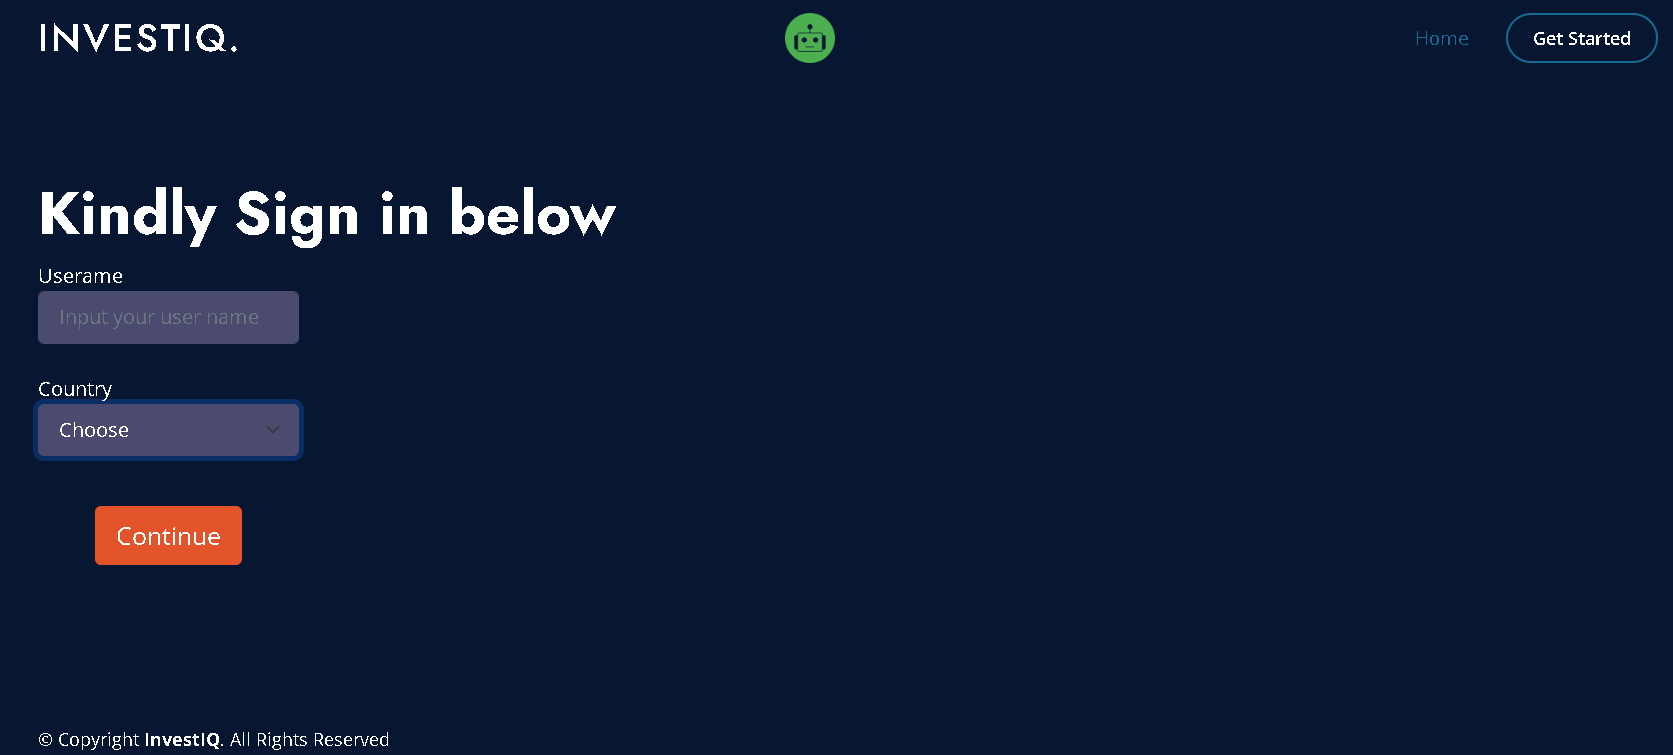 INVESTIQ.
Home
Get Started
Kindly Sign in below
Userame
Input your user name
Country
Choose
Continue
© Copyright InvestIQ. All Rights Reserved